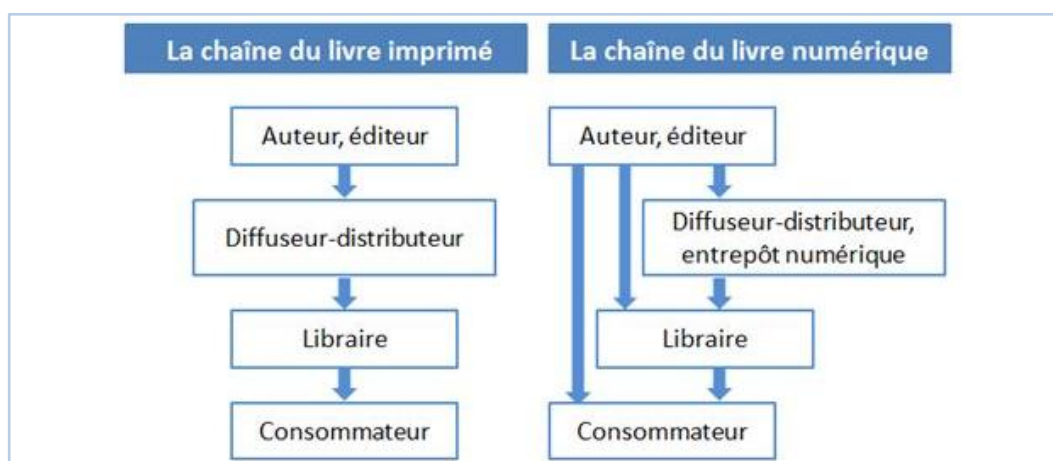 La chaîne du livre imprimé
Auteur, éditeur
Diffuseur-distributeur
Libraire
Consommateur
La chaîne du livre numérique
Auteur, éditeur
Diffuseur-distributeur,
entrepôt numérique
Libraire
Consommateur